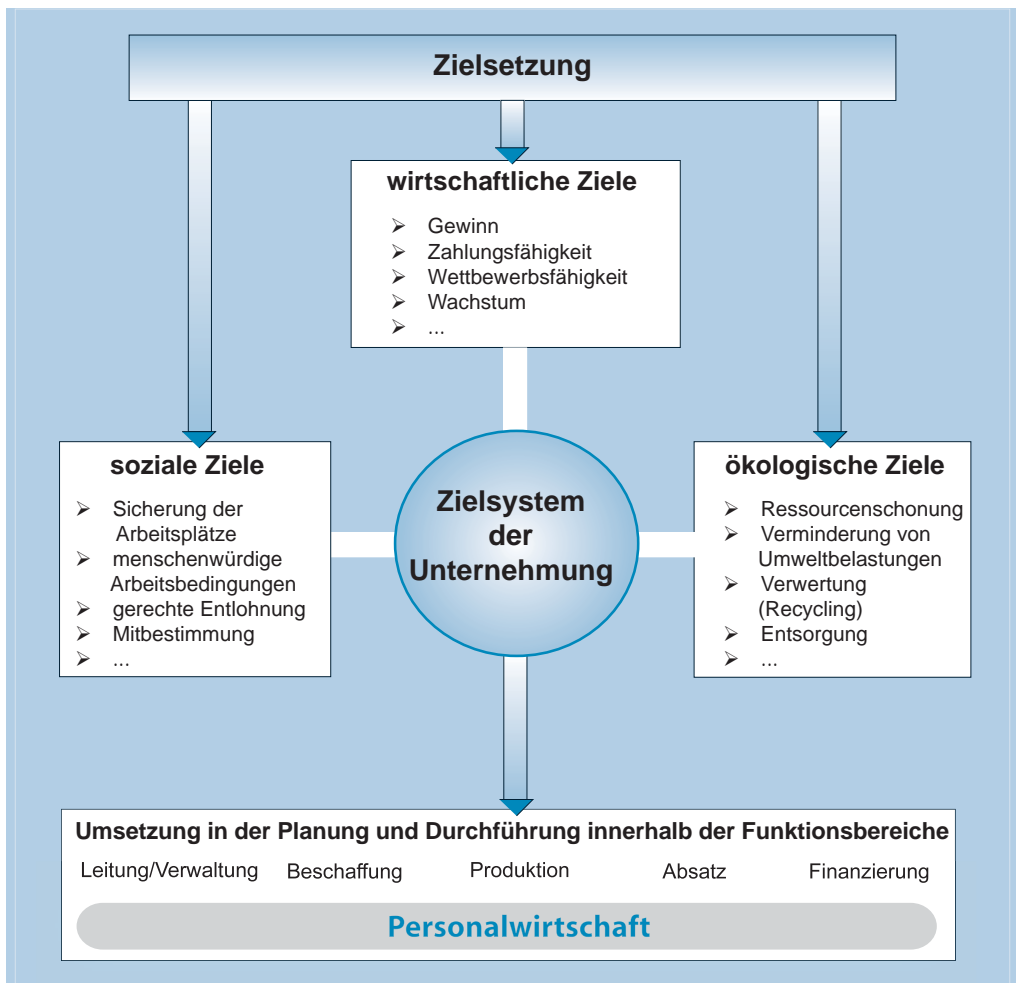 Zielsetzung
wirtschaftliche Ziele
➢ Gewinn
➢ Zahlungsfähigkeit
➢ Wettbewerbsfähigkeit
➢ Wachstum
➢ ...
soziale Ziele
➢ Sicherung der
Arbeitsplätze
➢ menschenwürdige
Arbeitsbedingungen
➢ gerechte Entlohnung
➢ Mitbestimmung
➢ ...
Zielsystem
der
Unternehmung
ökologische Ziele
➢ Ressourcenschonung
➢ Verminderung von
Umweltbelastungen
➢ Verwertung
(Recycling)
➢ Entsorgung
➢ ...
Umsetzung in der Planung und Durchführung innerhalb der Funktionsbereiche
Leitung/Verwaltung Beschaffung Produktion Absatz Finanzierung
Personalwirtschaft